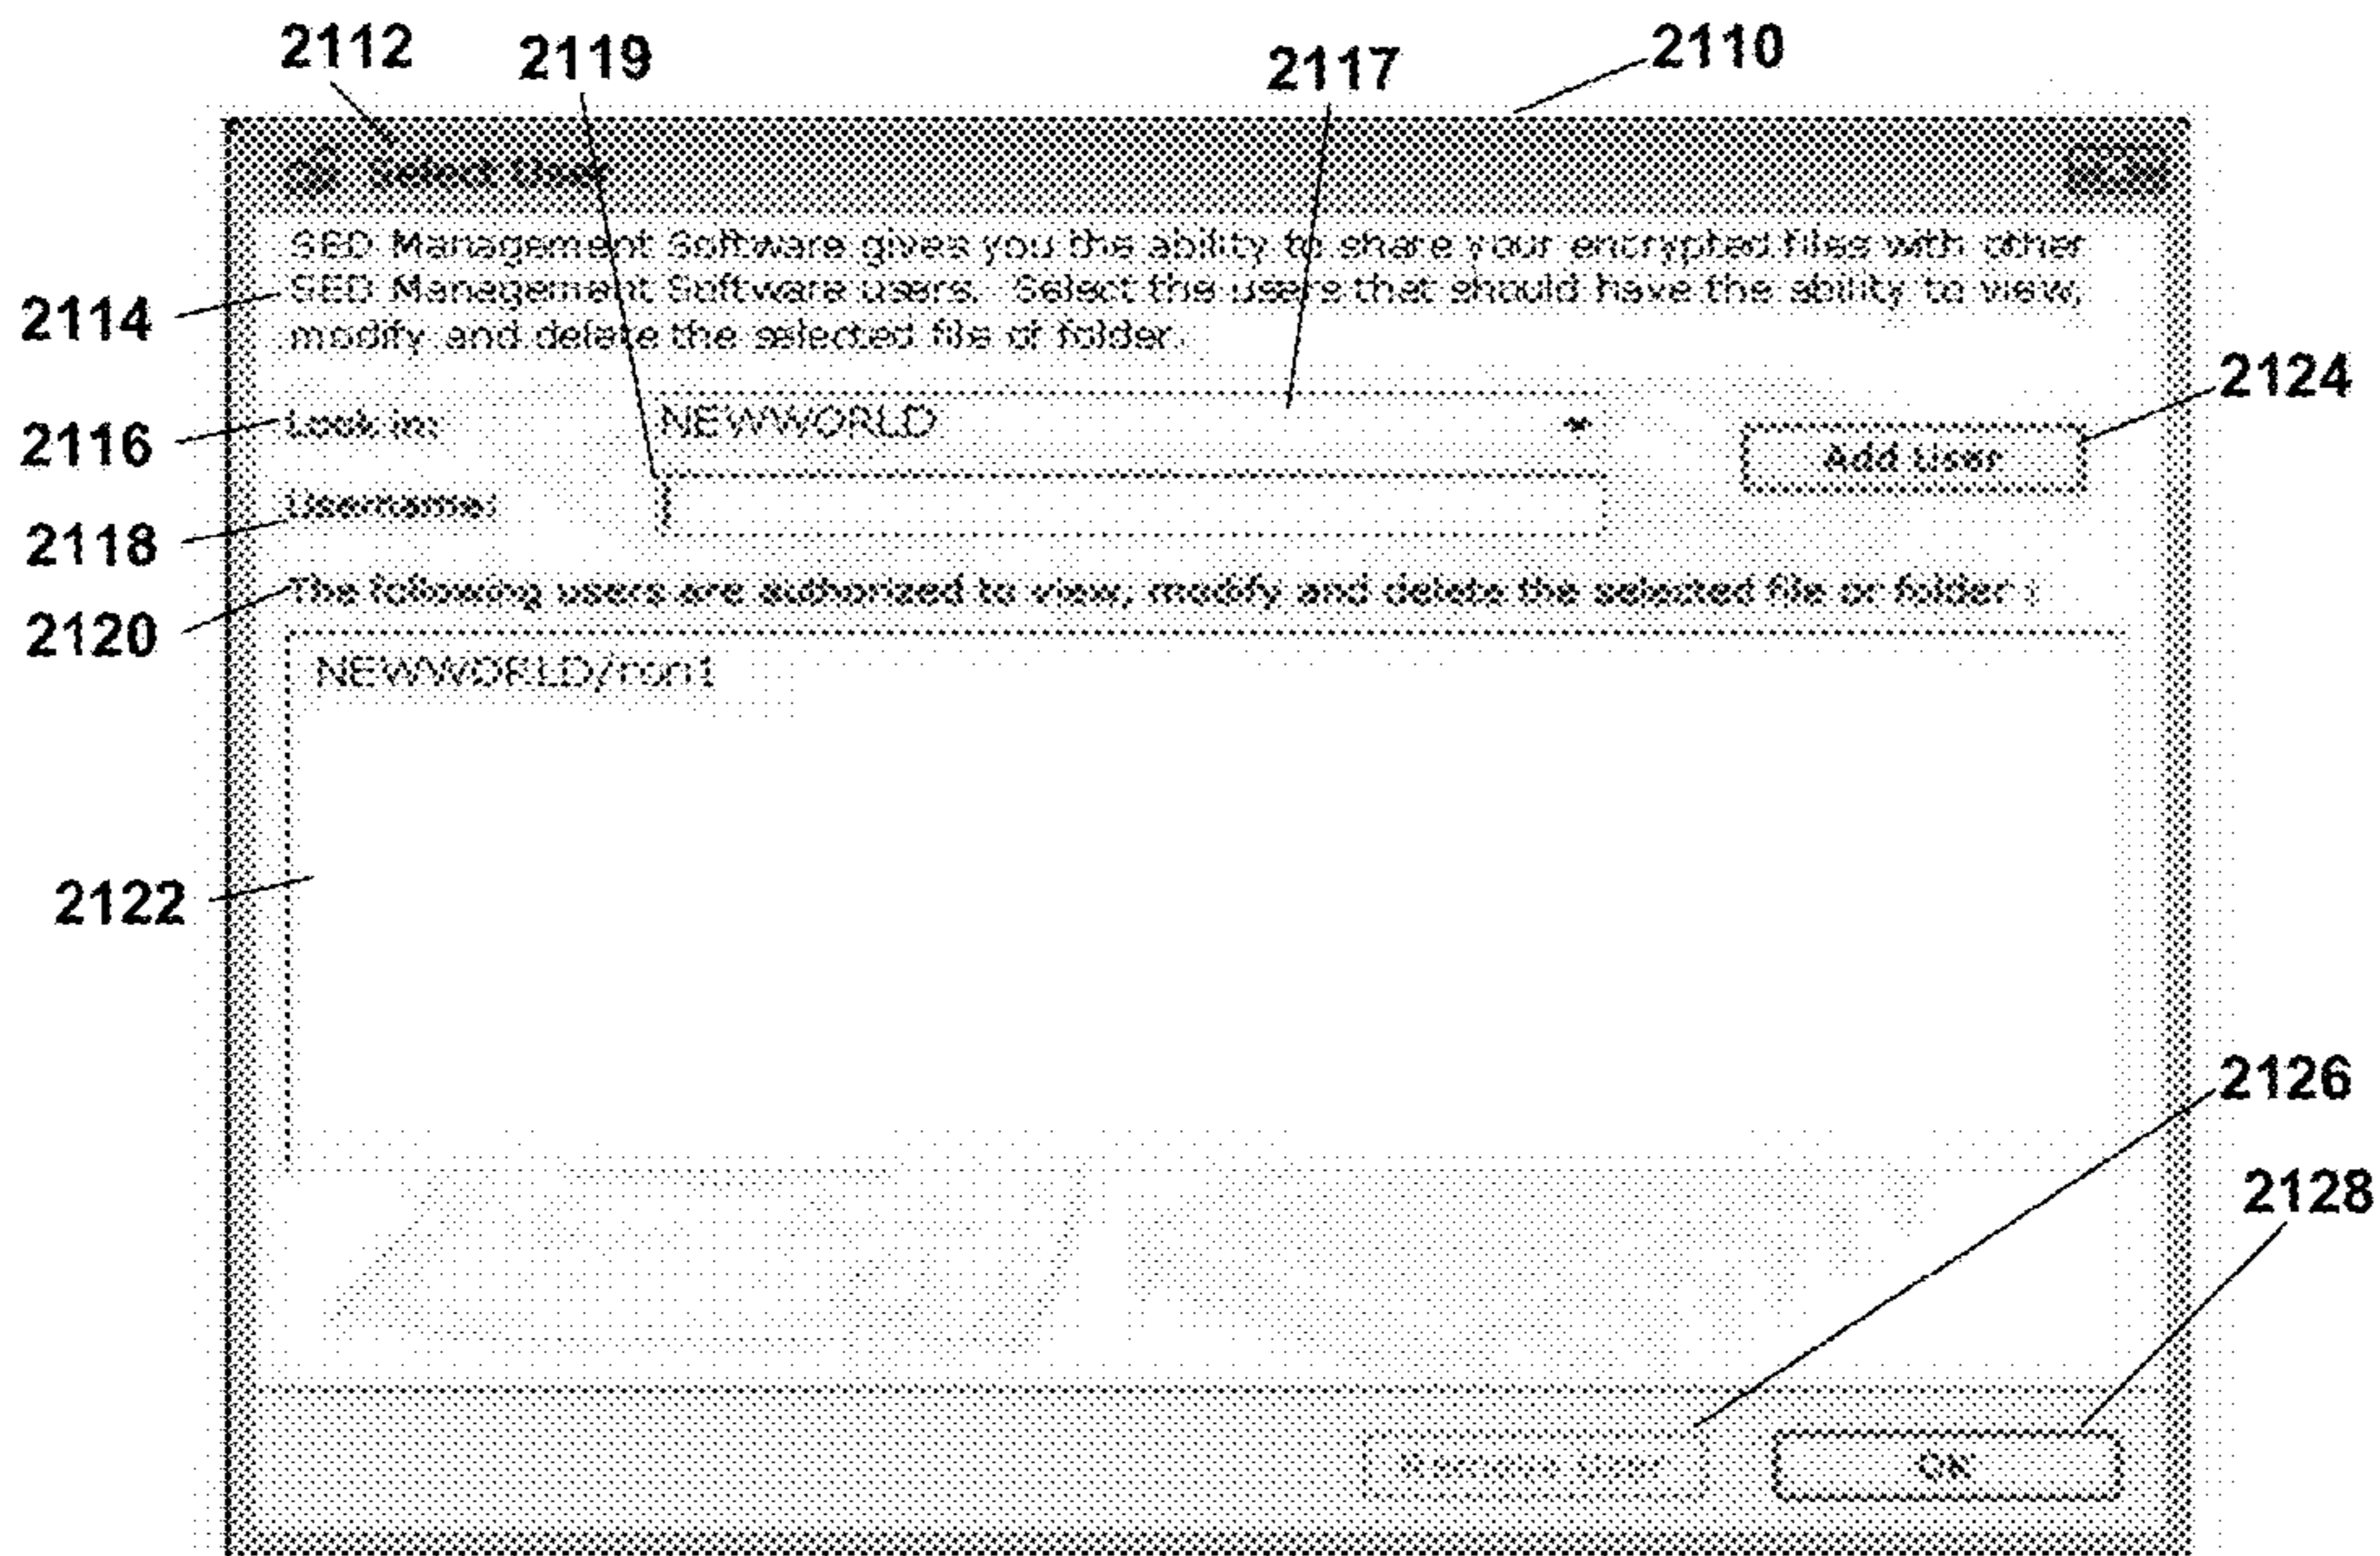 2112
2119
2117
2110
Select User
SED Management Software gives you the ability to share your encrypted files with other
2114
SED Management Software users. Select the users that should have the ability to view,
modify and delete the selected file or folder.
2124
2116
Look in:
NEWWORLD
Add User
Username:
2118
The following users are authorized to view, modify and delete the selected file or folder :
2120
NEWWORLD/ron1
2122
2126
2128
Remove User
OK